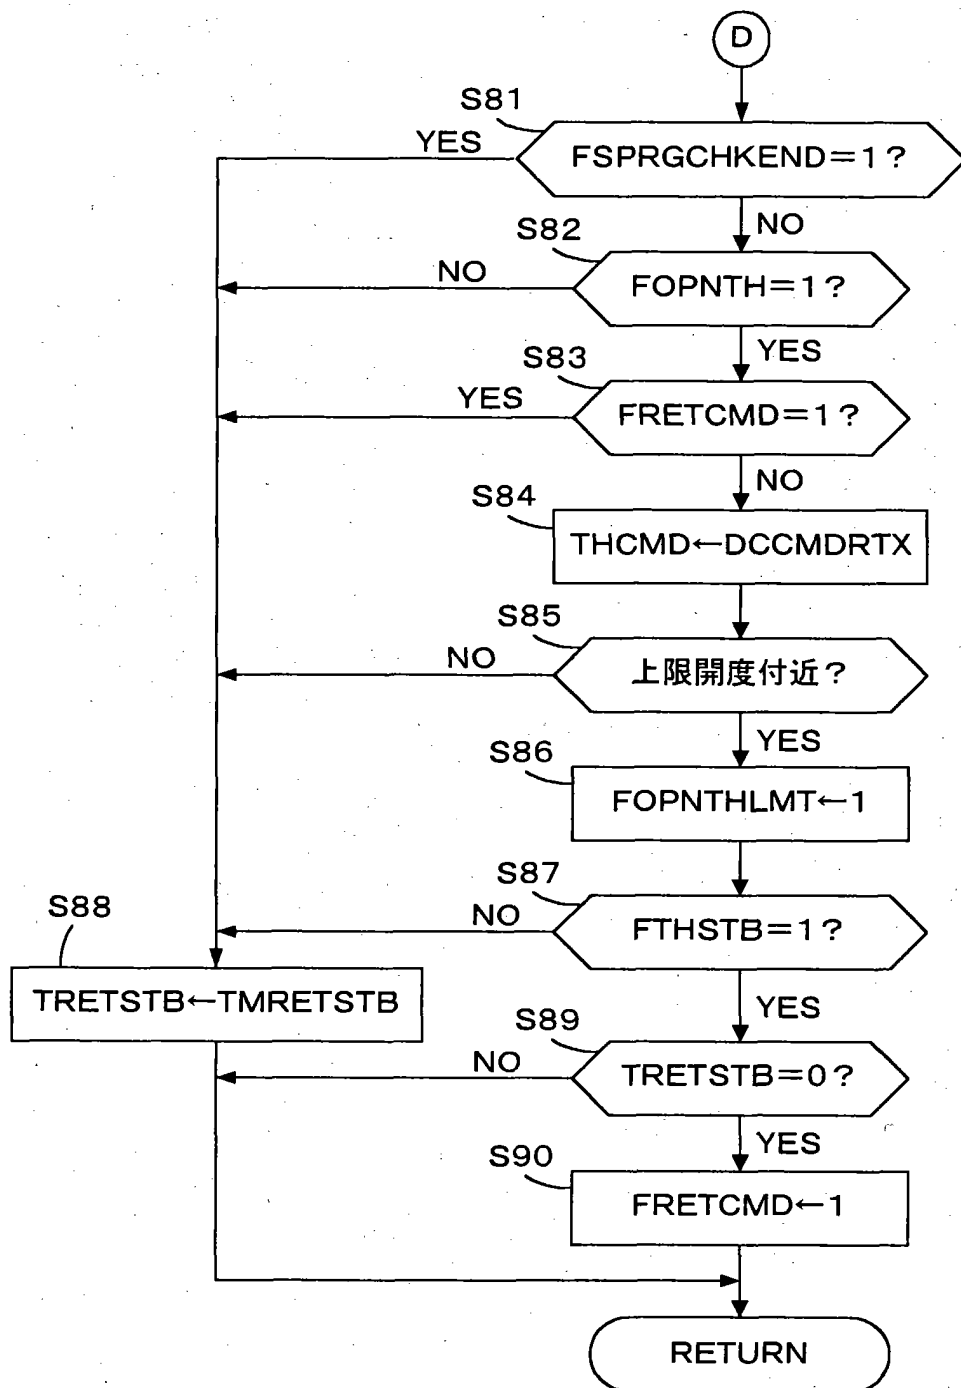 D
S81
YES
FSPRGCHKEND=1?
NO
S82
NO
FOPNTH=1?
YES
S83
YES
FRETCMD=1?
NO
S84
THCMD←DCCMDRTX
S85
NO
上限開度付近?
YES
S86
FOPNTHLMT←1
S87
NO
FTHSTB=1?
YES
S88
TRETSTB←TMRETSTB
S89
NO
TRETSTB=0?
YES
S90
FRETCMD←1
RETURN